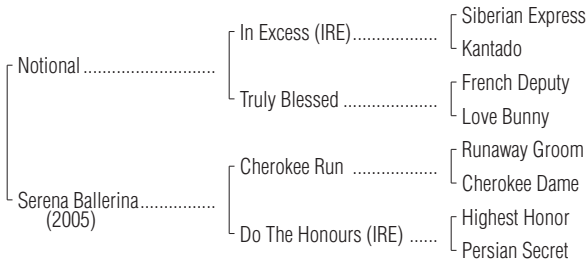 Siberian Express
In Excess (IRE)...................
Kantado
Notional ...........................
French Deputy
Truly Blessed .....................
Love Bunny
Runaway Groom
Cherokee Run ...................
Cherokee Dame
Serena Ballerina................
(2005)
Highest Honor
Do The Honours (IRE) ......
Persian Secret